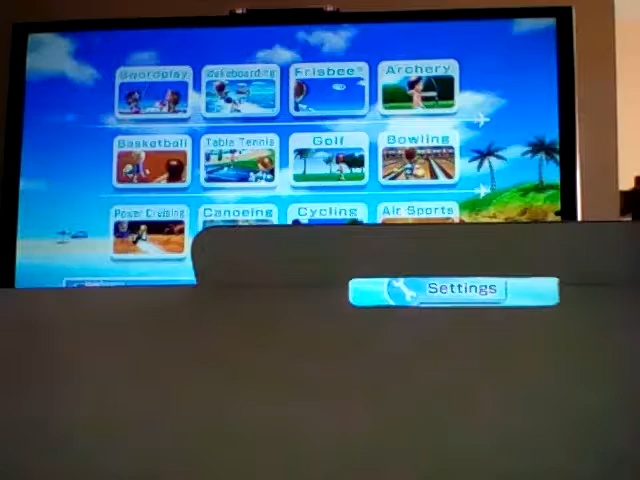 Swordplay Wakeboarding Frisbee® Archery
Basketball Table Tennis Golf Bowling
Power Cruising Canoeing Cycling Air Sports
Settings